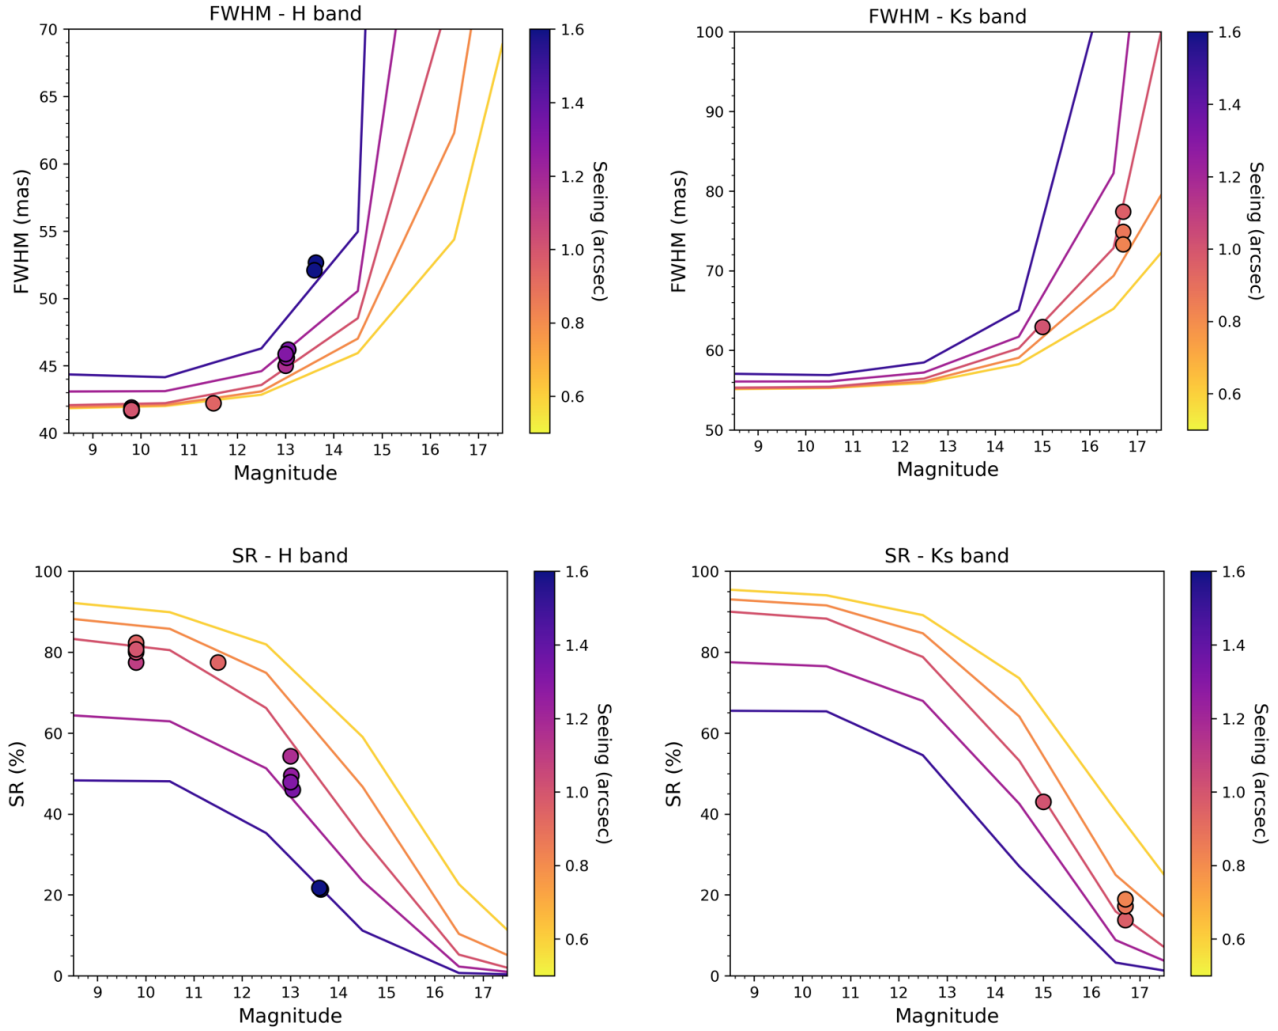 FWHM - H band
70
65
60
55
50
45
40
FWHM (mas)
9 10 11 12 13 14 15 16 17
Magnitude
1.6
1.4
1.2
1.0
0.8
0.6
Seeing (arcsec)
FWHM - Ks band
100
90
80
70
60
50
FWHM (mas)
9 10 11 12 13 14 15 16 17
Magnitude
1.6
1.4
1.2
1.0
0.8
0.6
Seeing (arcsec)
SR - H band
100
80
60
40
20
0
SR (%)
9 10 11 12 13 14 15 16 17
Magnitude
1.6
1.4
1.2
1.0
0.8
0.6
Seeing (arcsec)
SR - Ks band
100
80
60
40
20
0
SR (%)
9 10 11 12 13 14 15 16 17
Magnitude
1.6
1.4
1.2
1.0
0.8
0.6
Seeing (arcsec)